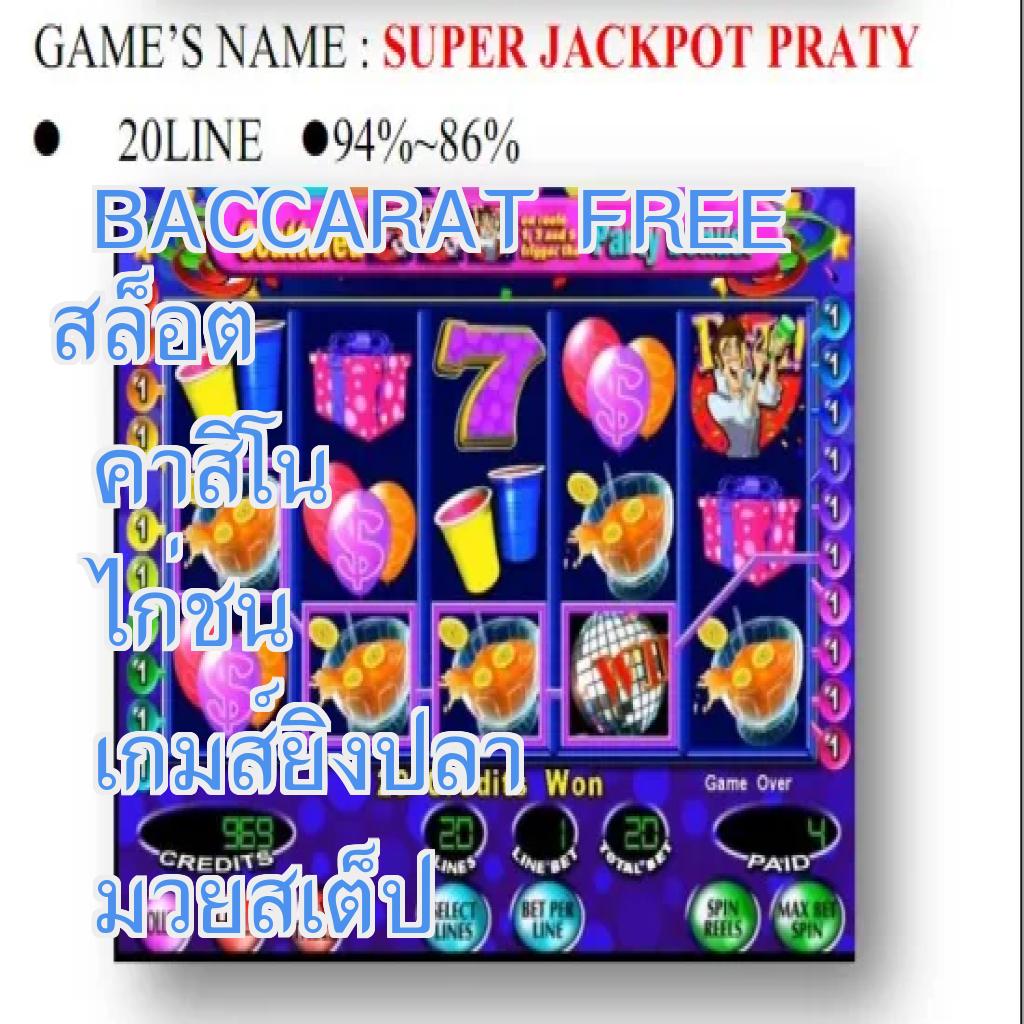 GAME'S NAME : SUPER JACKPOT PRATY
● 20LINE ●94%~86%
BACCARAT FREE
สล็อต
คาสิโน
ไก่ชน
เกมส์ยิงปลา
มวยสเต็ป
Credits Won
Game Over
969 20 1 20 4
CREDITS LINES LINE BET TOTAL BET PAID
SELECT LINES
BET PER LINE
SPIN REELS
MAX BET SPIN